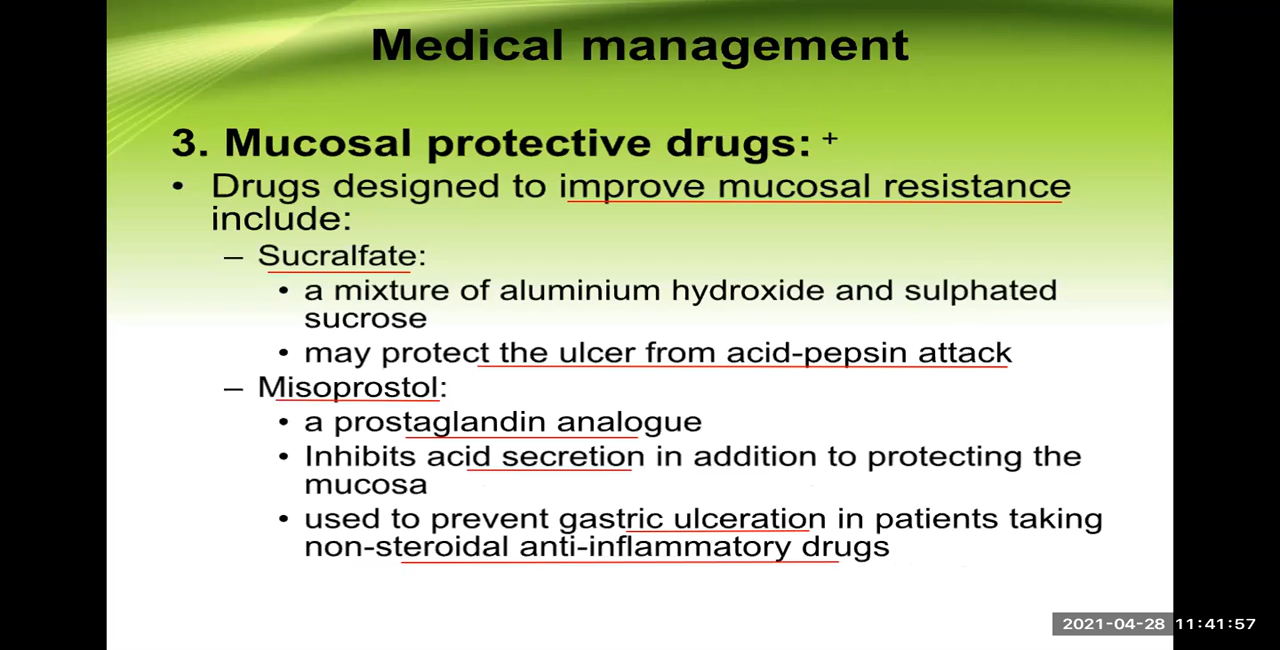 Medical management
3. Mucosal protective drugs: +
• Drugs designed to improve mucosal resistance
include:
– Sucralfate:
• a mixture of aluminium hydroxide and sulphated
sucrose
• may protect the ulcer from acid-pepsin attack
– Misoprostol:
• a prostaglandin analogue
• Inhibits acid secretion in addition to protecting the
mucosa
• used to prevent gastric ulceration in patients taking
non-steroidal anti-inflammatory drugs
2021-04-28 11:41:57